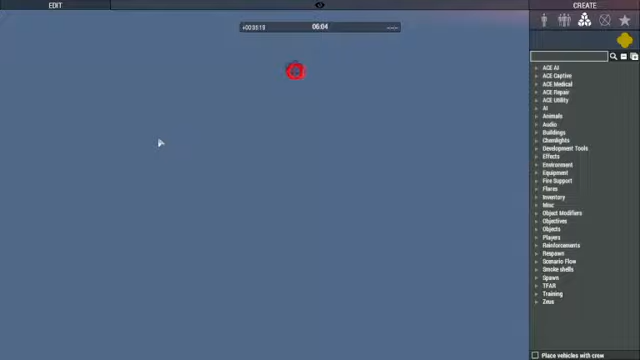 EDIT
CREATE
+003519 06:04 --:--
ACE AI
ACE Captive
ACE Medical
ACE Repair
ACE Utility
AI
Animals
Audio
Buildings
Chemlights
Development Tools
Effects
Environment
Equipment
Fire Support
Flares
Inventory
Misc
Object Modifiers
Objectives
Objects
Players
Reinforcements
Respawn
Scenario Flow
Smoke shells
Spawn
TFAR
Training
Zeus
Place vehicles with crew